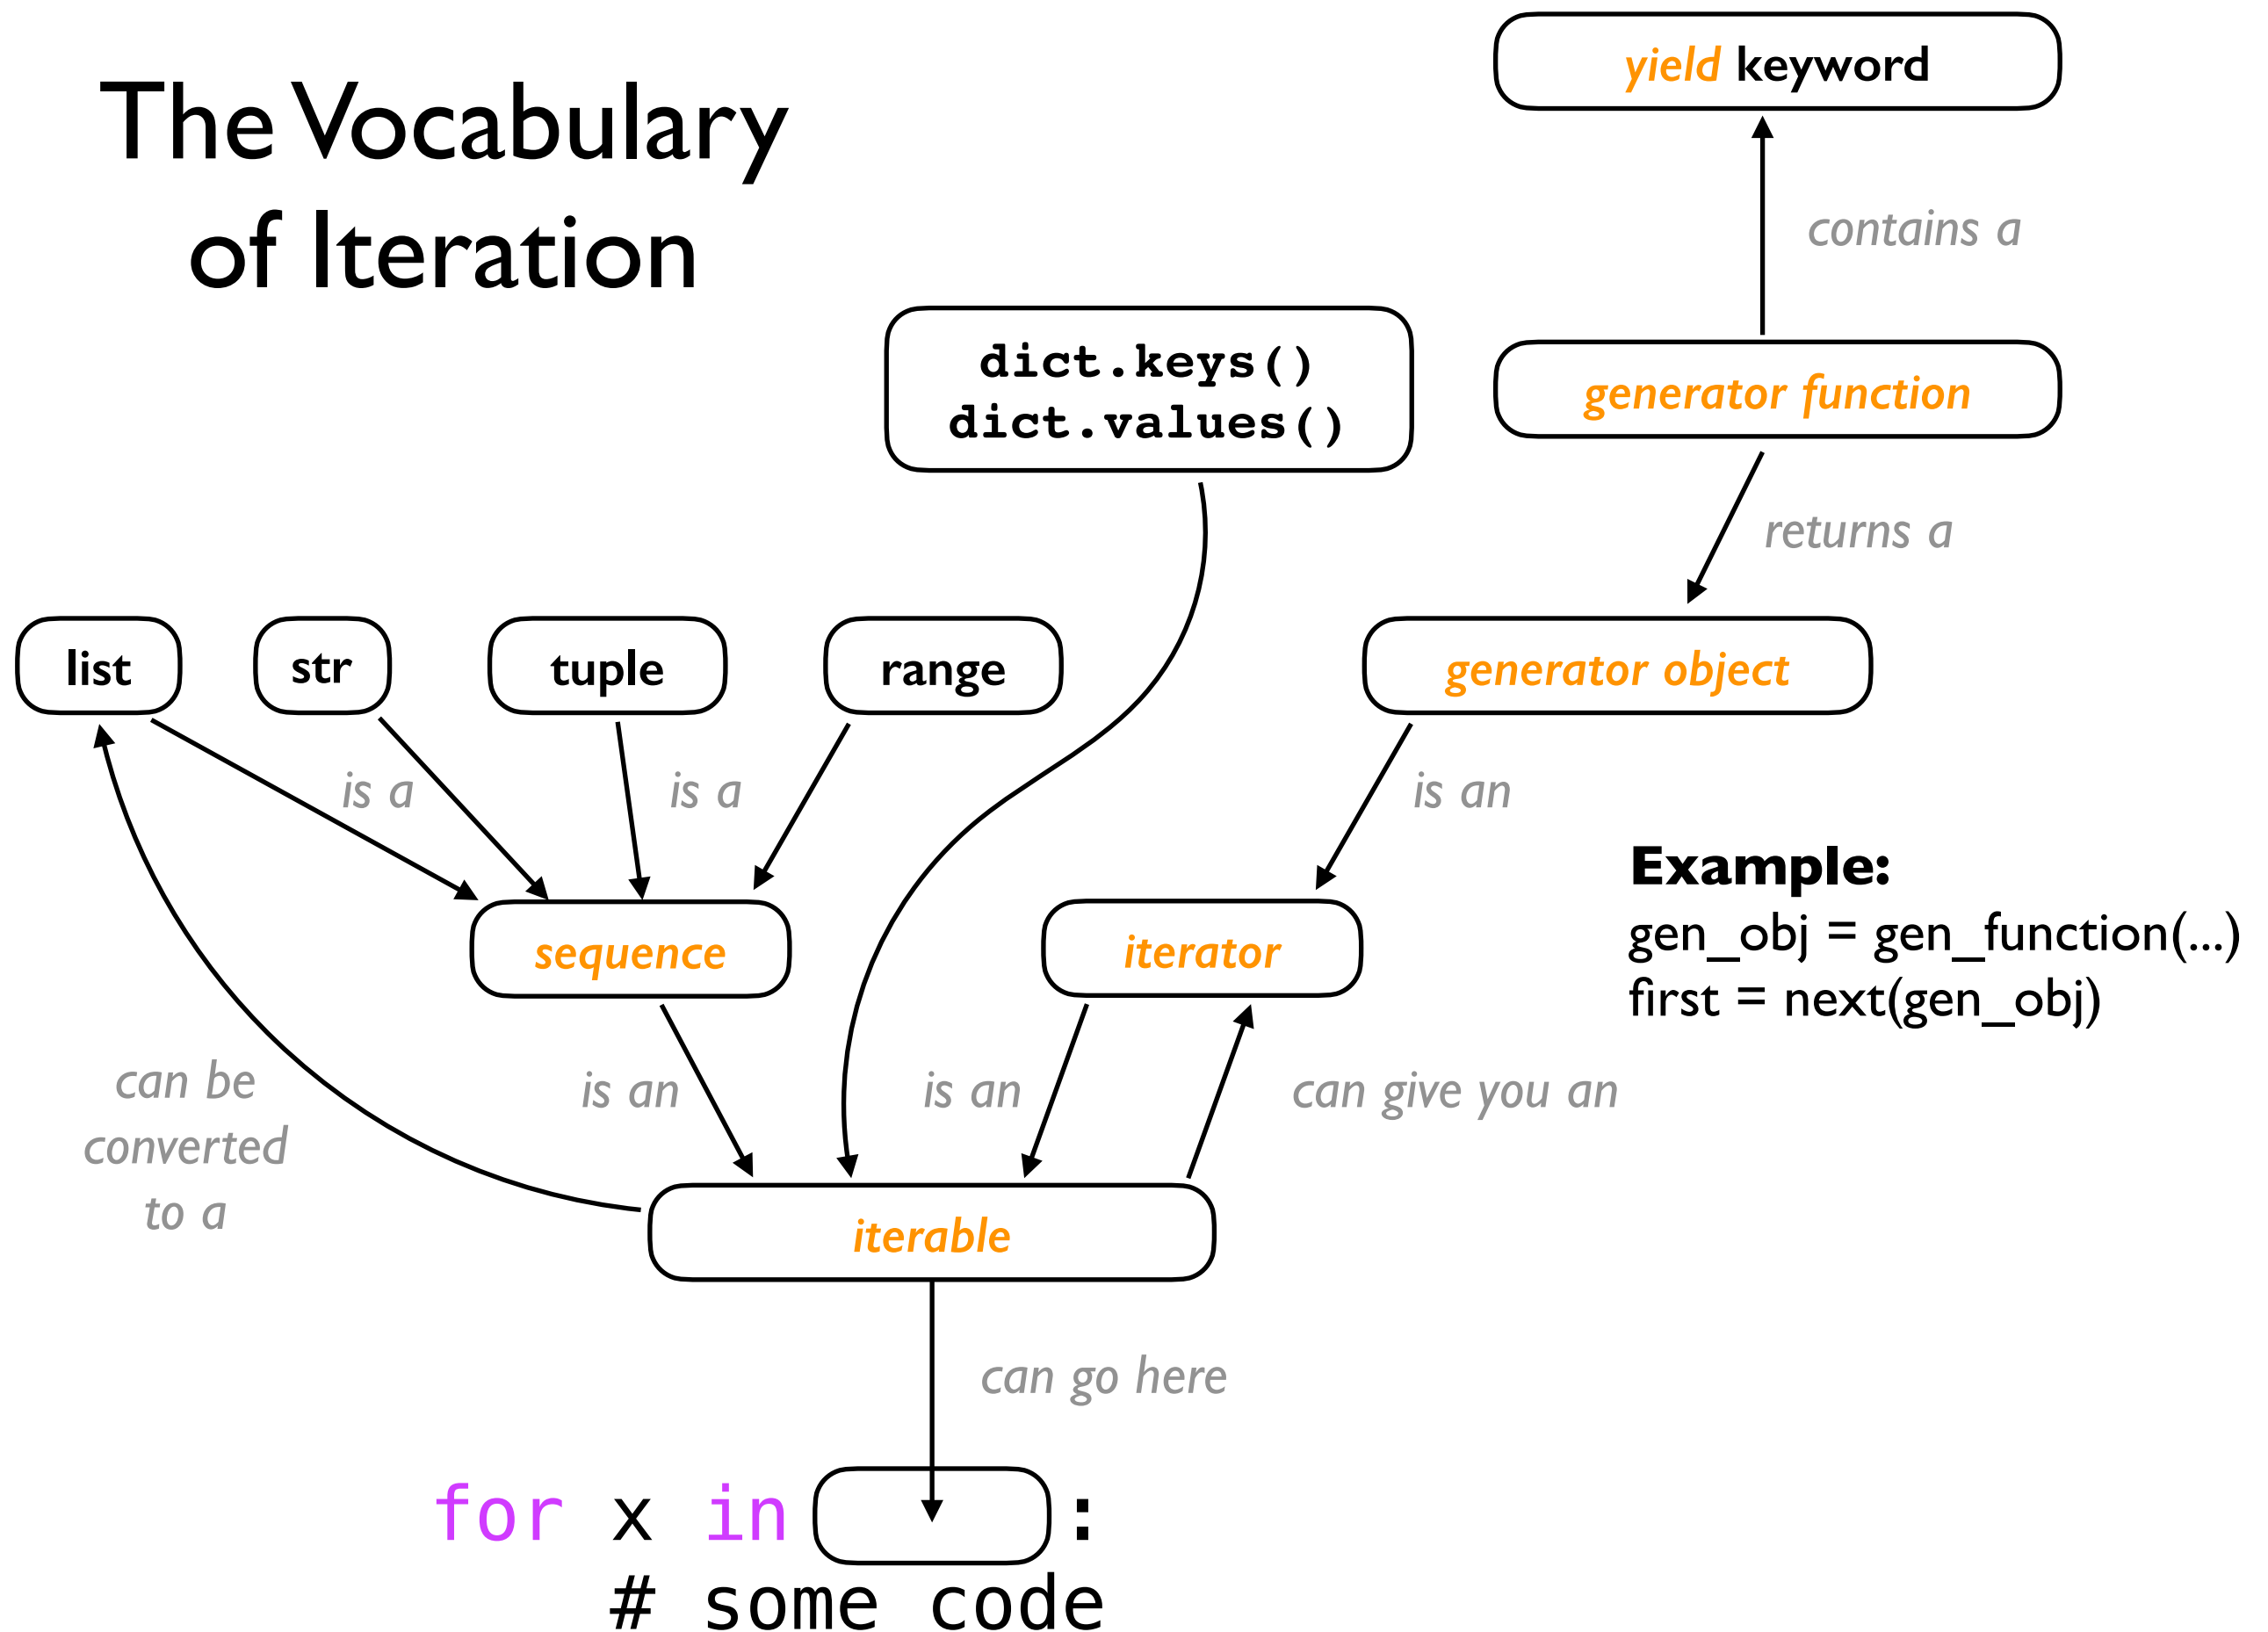 The Vocabulary
of Iteration
yield keyword
contains a
dict.keys()
dict.values()
generator function
returns a
list
str
tuple
range
generator object
is a
is a
is an
Example:
gen_obj = gen_function(...)
first = next(gen_obj)
sequence
iterator
can be
converted
to a
is an
is an
can give you an
iterable
can go here
for x in :
# some code